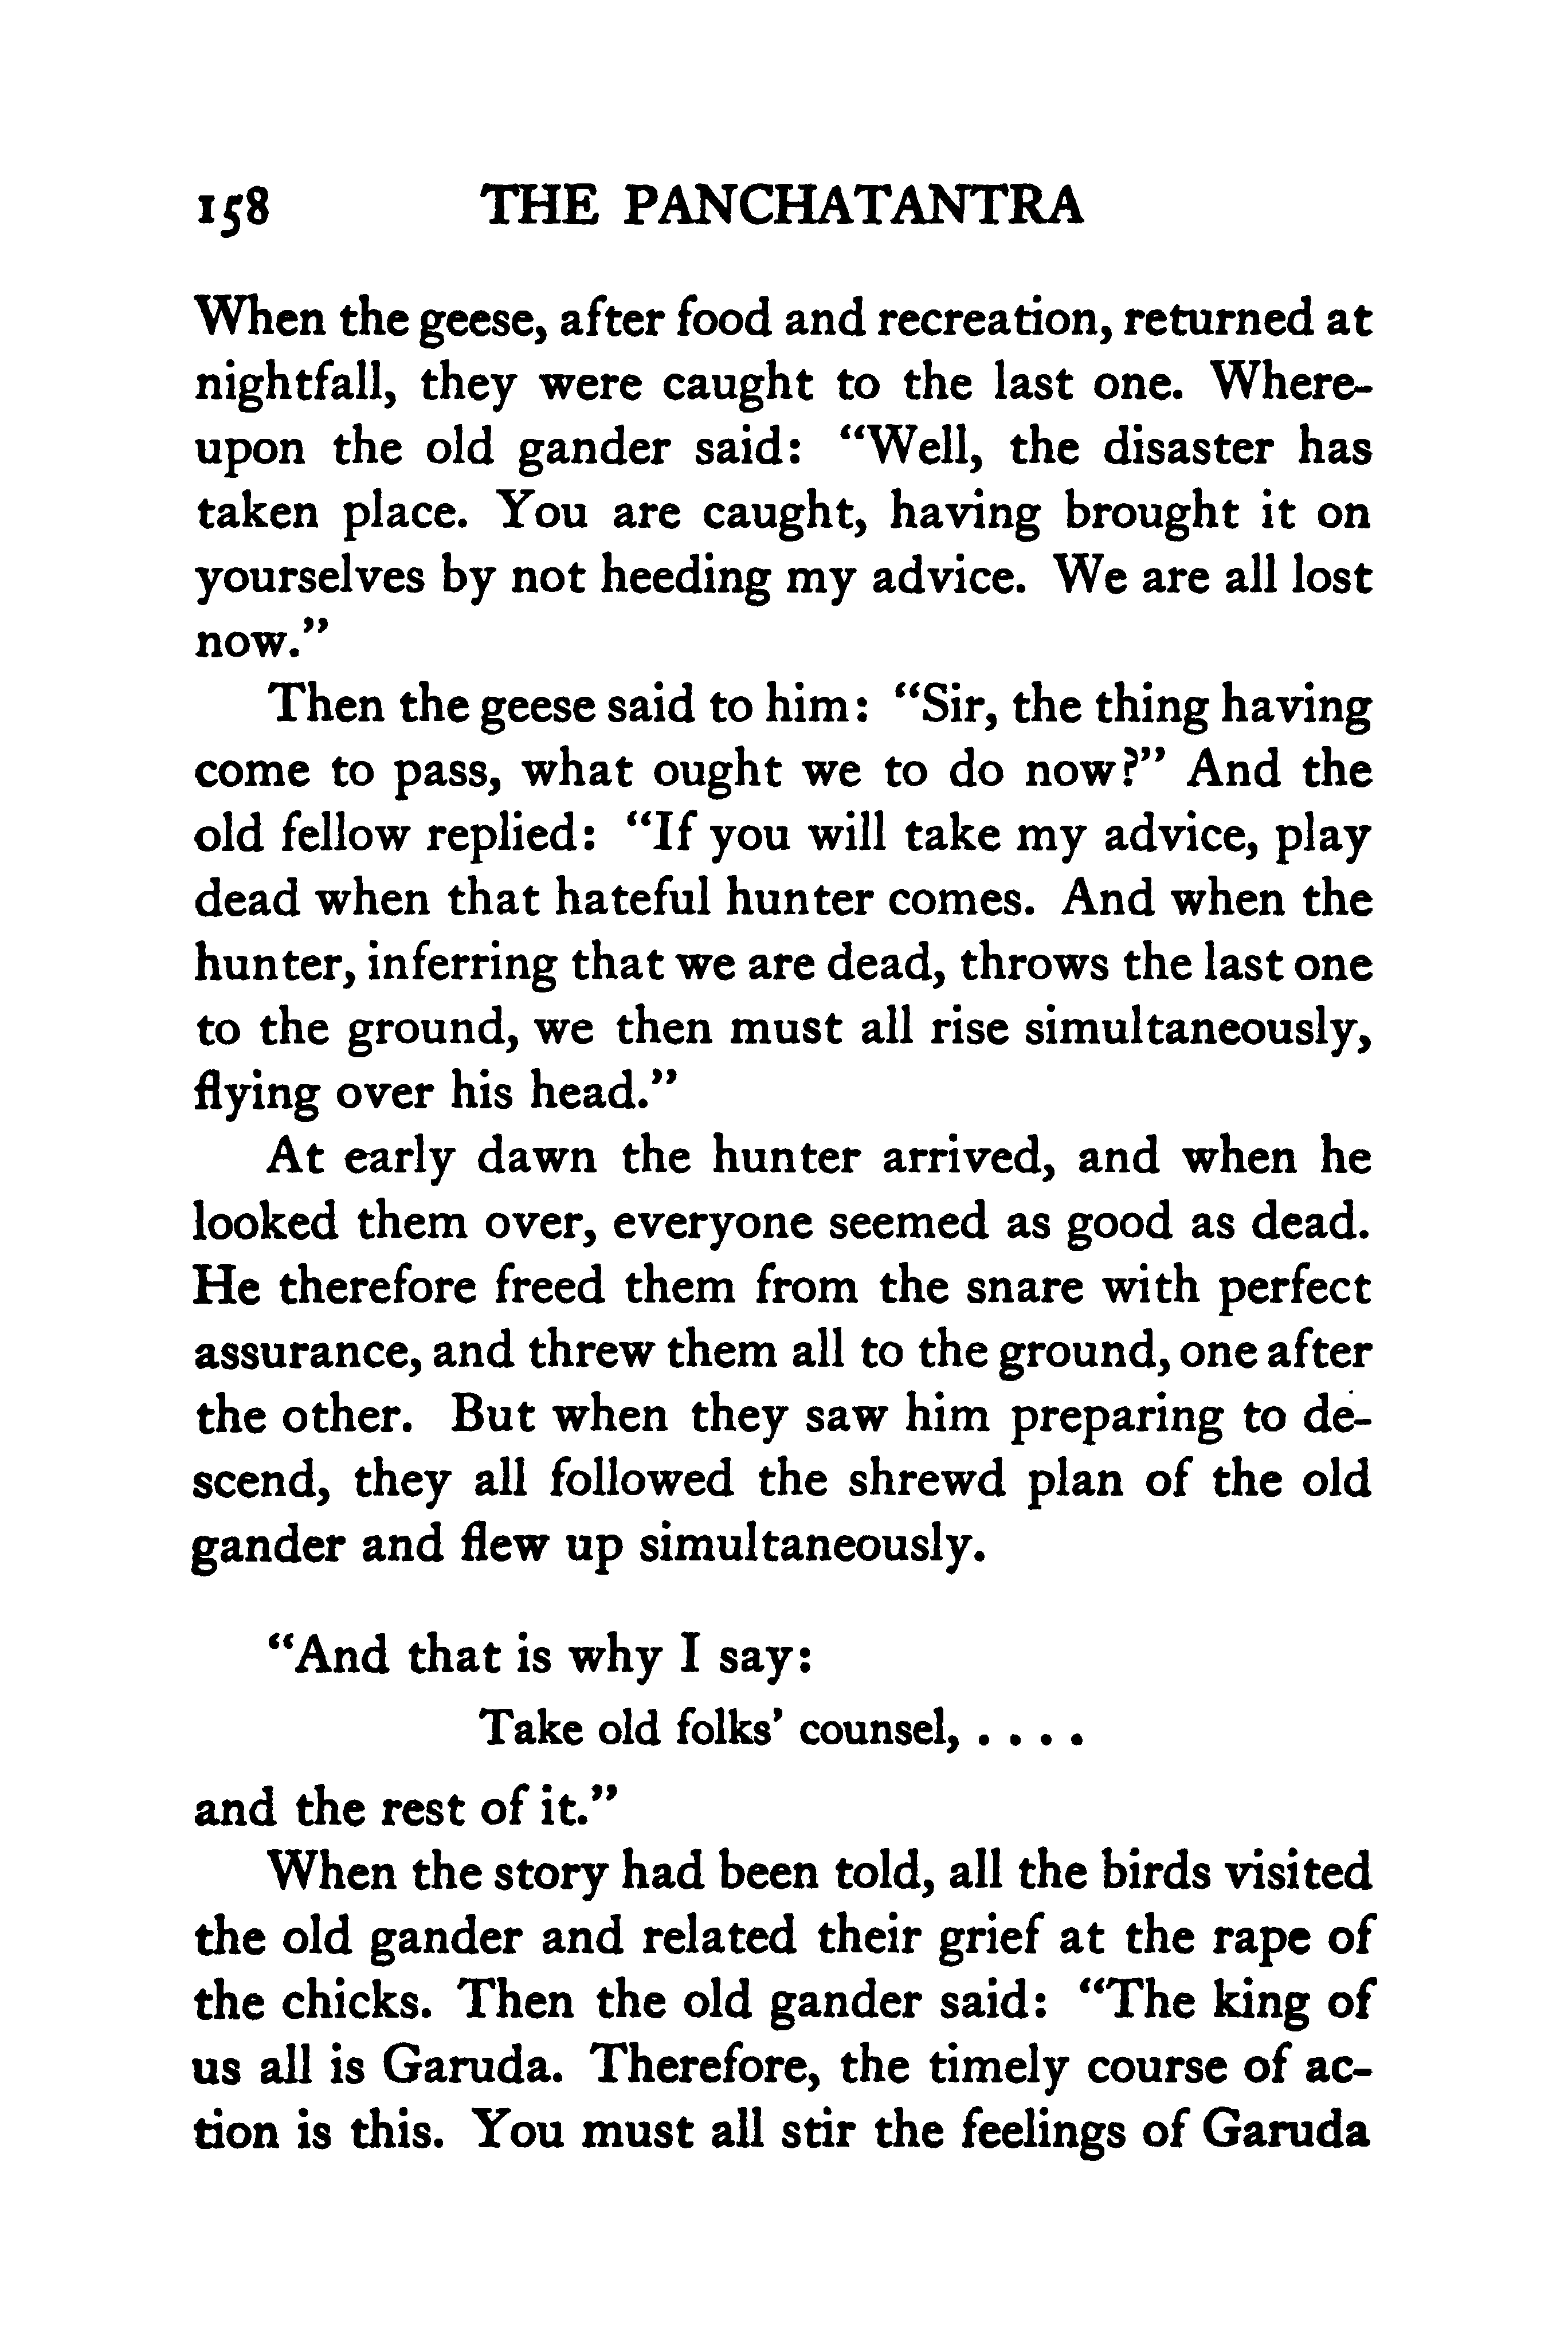 158 THE PANCHATANTRA
When the geese, after food and recreation, returned at
nightfall, they were caught to the last one. Where-
upon the old gander said: “Well, the disaster has
taken place. You are caught, having brought it on
yourselves by not heeding my advice. We are all lost
now.”
Then the geese said to him: “Sir, the thing having
come to pass, what ought we to do now?” And the
old fellow replied: “If you will take my advice, play
dead when that hateful hunter comes. And when the
hunter, inferring that we are dead, throws the last one
to the ground, we then must all rise simultaneously,
flying over his head.”
At early dawn the hunter arrived, and when he
looked them over, everyone seemed as good as dead.
He therefore freed them from the snare with perfect
assurance, and threw them all to the ground, one after
the other. But when they saw him preparing to de-
scend, they all followed the shrewd plan of the old
gander and flew up simultaneously.
“And that is why I say:
Take old folks’ counsel, . . . .
and the rest of it.”
When the story had been told, all the birds visited
the old gander and related their grief at the rape of
the chicks. Then the old gander said: “The king of
us all is Garuda. Therefore, the timely course of ac-
tion is this. You must all stir the feelings of Garuda